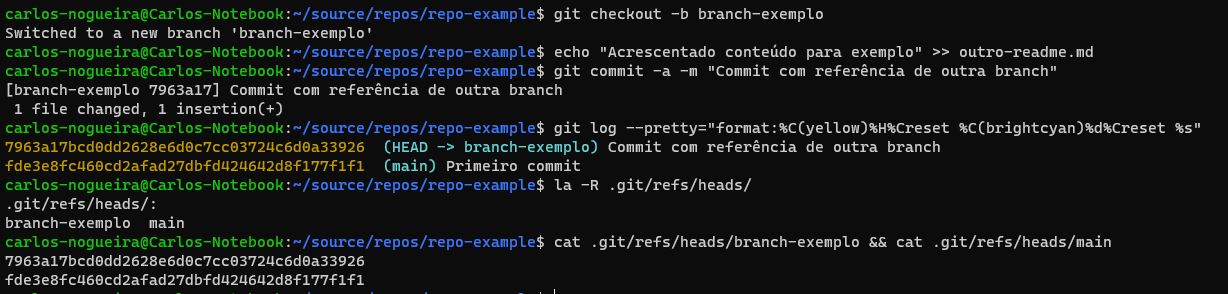 carlos-nogueira@Carlos-Notebook:~/source/repos/repo-example$ git checkout -b branch-exemplo
Switched to a new branch 'branch-exemplo'
carlos-nogueira@Carlos-Notebook:~/source/repos/repo-example$ echo "Acrescentado conteúdo para exemplo" >> outro-readme.md
carlos-nogueira@Carlos-Notebook:~/source/repos/repo-example$ git commit -a -m "Commit com referência de outra branch"
[branch-exemplo 7963a17] Commit com referência de outra branch
 1 file changed, 1 insertion(+)
carlos-nogueira@Carlos-Notebook:~/source/repos/repo-example$ git log --pretty="format:%C(yellow)%H%Creset %C(brightcyan)%d%Creset %s"
7963a17bcd0dd2628e6d0c7cc03724c6d0a33926  (HEAD -> branch-exemplo) Commit com referência de outra branch
fde3e8fc460cd2afad27dbfd424642d8f177f1f1  (main) Primeiro commit
carlos-nogueira@Carlos-Notebook:~/source/repos/repo-example$ la -R .git/refs/heads/
.git/refs/heads/:
branch-exemplo  main
carlos-nogueira@Carlos-Notebook:~/source/repos/repo-example$ cat .git/refs/heads/branch-exemplo && cat .git/refs/heads/main
7963a17bcd0dd2628e6d0c7cc03724c6d0a33926
fde3e8fc460cd2afad27dbfd424642d8f177f1f1